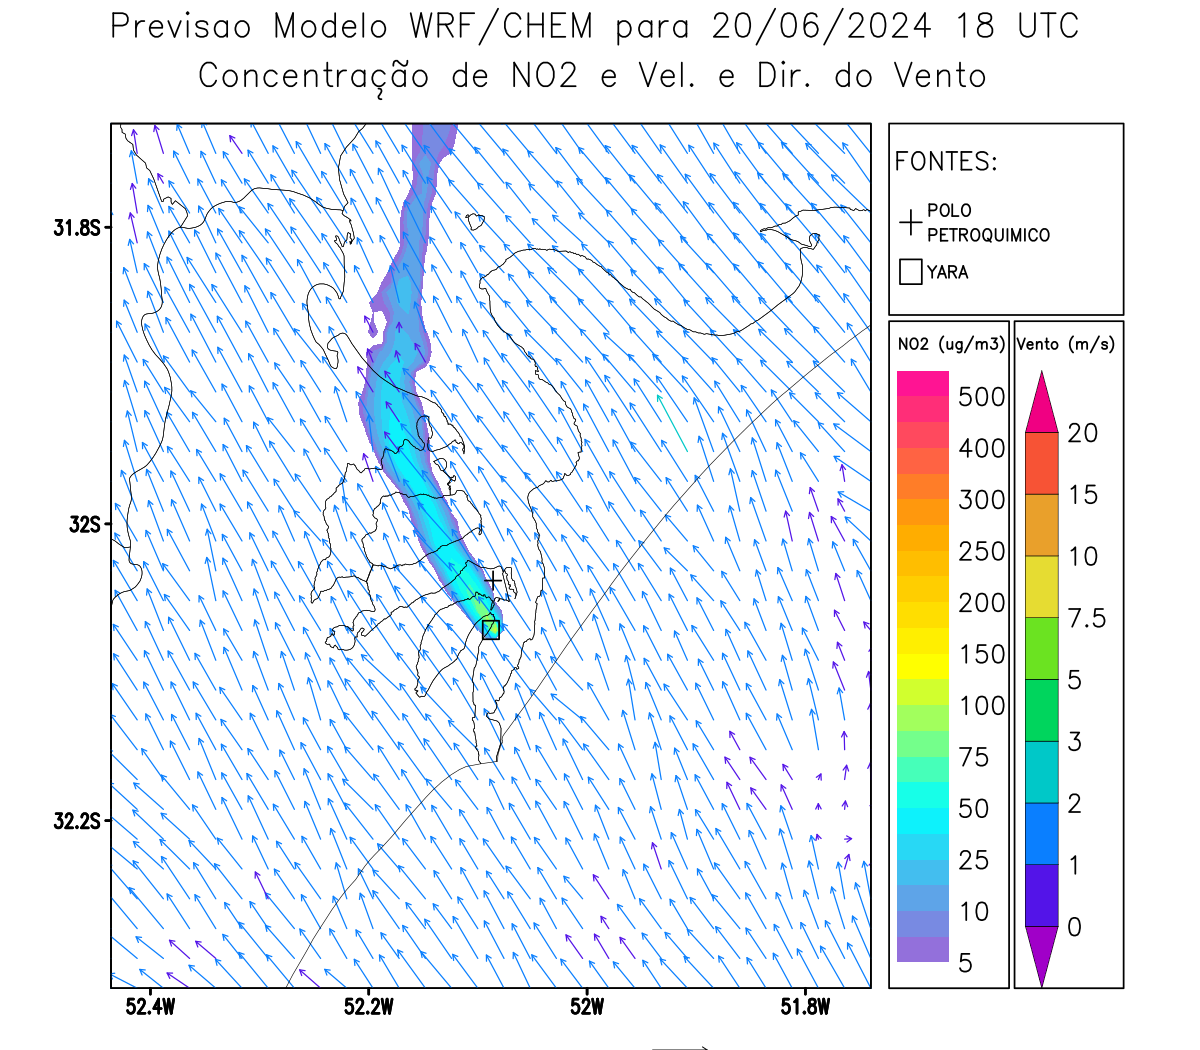 Previsao Modelo WRF/CHEM para 20/06/2024 18 UTC
Concentração de NO2 e Vel. e Dir. do Vento
FONTES:
POLO
PETROQUIMICO
YARA
NO2 (ug/m3)
500
400
300
250
200
150
100
75
50
25
10
5
Vento (m/s)
20
15
10
7.5
5
3
2
1
0
31.8S
32S
32.2S
52.4W
52.2W
52W
51.8W